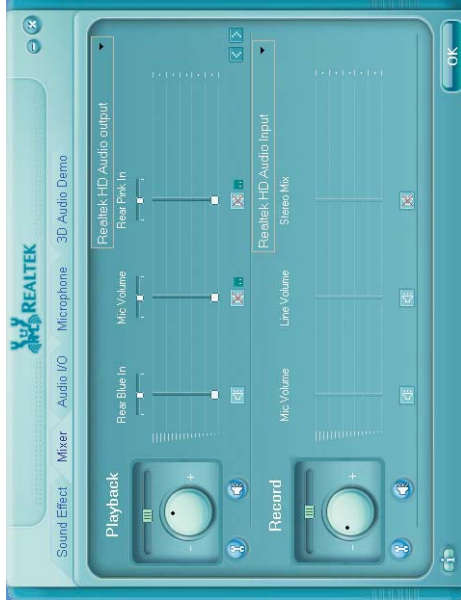 REALTEK
Sound Effect
Mixer
Audio I/O
Microphone
3D Audio Demo
Playback
Realtek HD Audio output
Rear Blue In
Mic Volume
Rear Pink In
Record
Realtek HD Audio Input
Mic Volume
Line Volume
Stereo Mix
OK